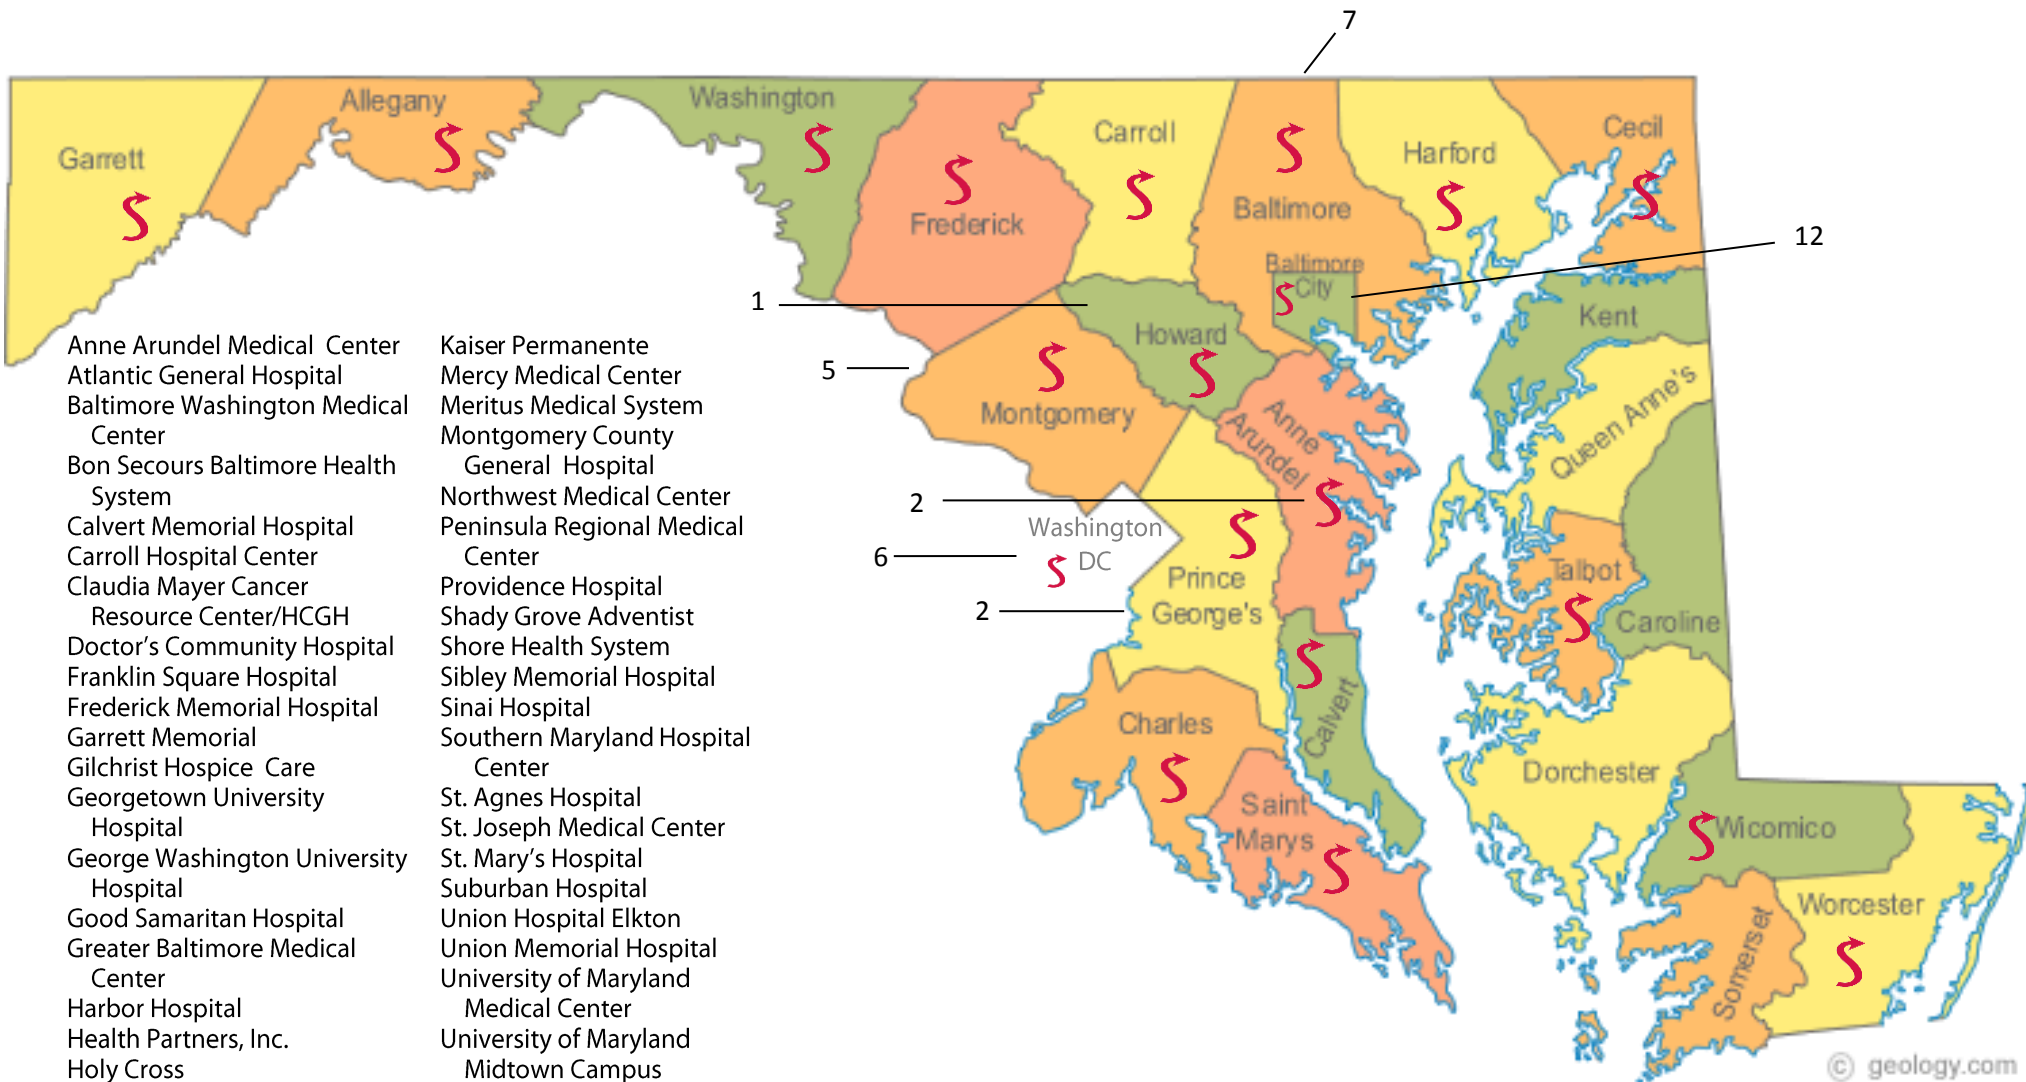 7
Allegany
Washington
Carroll
Cecil
Garrett
Harford
Frederick
Baltimore
12
Baltimore
City
1
Howard
Kent
5
Montgomery
Anne
Arundel
Queen Anne's
2
Washington
DC
6
Prince
George's
2
Talbot
Caroline
Calvert
Charles
Dorchester
Saint
Marys
Wicomico
Worcester
Somerset
Anne Arundel Medical Center
Atlantic General Hospital
Baltimore Washington Medical
Center
Bon Secours Baltimore Health
System
Calvert Memorial Hospital
Carroll Hospital Center
Claudia Mayer Cancer
Resource Center/HCGH
Doctor's Community Hospital
Franklin Square Hospital
Frederick Memorial Hospital
Garrett Memorial
Gilchrist Hospice Care
Georgetown University
Hospital
George Washington University
Hospital
Good Samaritan Hospital
Greater Baltimore Medical
Center
Harbor Hospital
Health Partners, Inc.
Holy Cross
Kaiser Permanente
Mercy Medical Center
Meritus Medical System
Montgomery County
General Hospital
Northwest Medical Center
Peninsula Regional Medical
Center
Providence Hospital
Shady Grove Adventist
Shore Health System
Sibley Memorial Hospital
Sinai Hospital
Southern Maryland Hospital
Center
St. Agnes Hospital
St. Joseph Medical Center
St. Mary's Hospital
Suburban Hospital
Union Hospital Elkton
Union Memorial Hospital
University of Maryland
Medical Center
University of Maryland
Midtown Campus
© geology.com